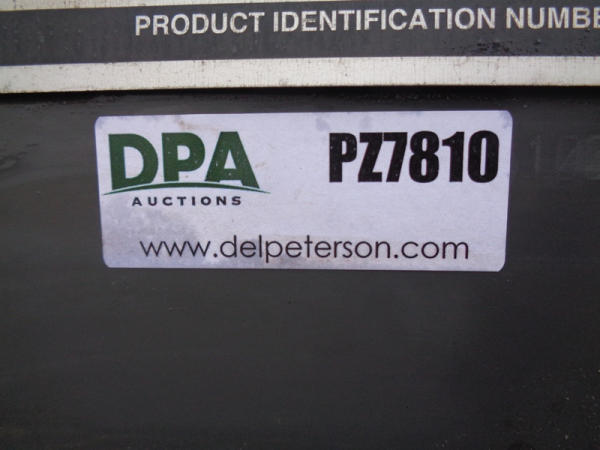 PRODUCT IDENTIFICATION NUMBE
DPA PZ7810
AUCTIONS
www.delpeterson.com